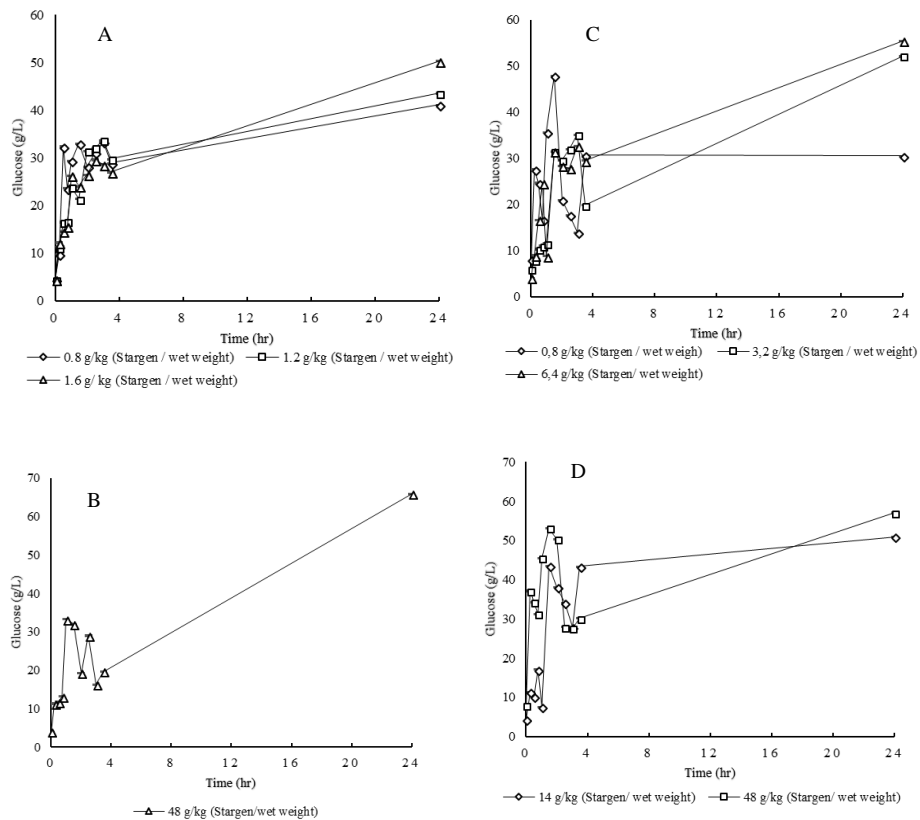 A
60
50
40
30
20
10
0
Glucose (g/L)
0 4 8 12 16 20 24
Time (hr)
0.8 g/kg (Stargen / wet weight) 1.2 g/kg (Stargen / wet weight)
1.6 g/ kg (Stargen / wet weight)
C
60
50
40
30
20
10
0
Glucose (g/L)
0 4 8 12 16 20 24
Time (hr)
0,8 g/kg (Stargen/ wet weigth) 3,2 g/kg (Stargen/ wet weight)
6,4 g/kg (Stargen/ wet weight)
B
70
60
50
40
30
20
10
0
Glucose (g/L)
0 4 8 12 16 20 24
Time (hr)
48 g/kg (Stargen/wet weight)
D
70
60
50
40
30
20
10
0
Glucose (g/L)
0 4 8 12 16 20 24
Time (hr)
14 g/kg (Stargen/ wet weight) 48 g/kg (Stargen/ wet weight)